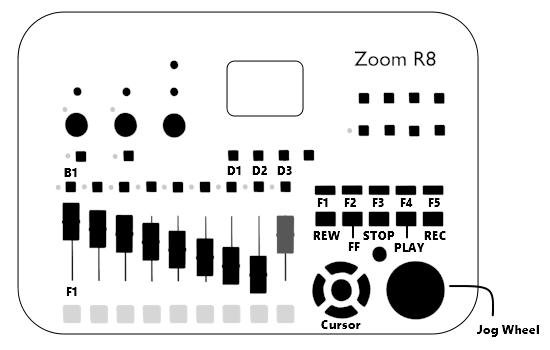 Zoom R8
B1
D1 D2 D3
F1 F2 F3 F4 F5
REW FF STOP PLAY REC
F1
Cursor
Jog Wheel